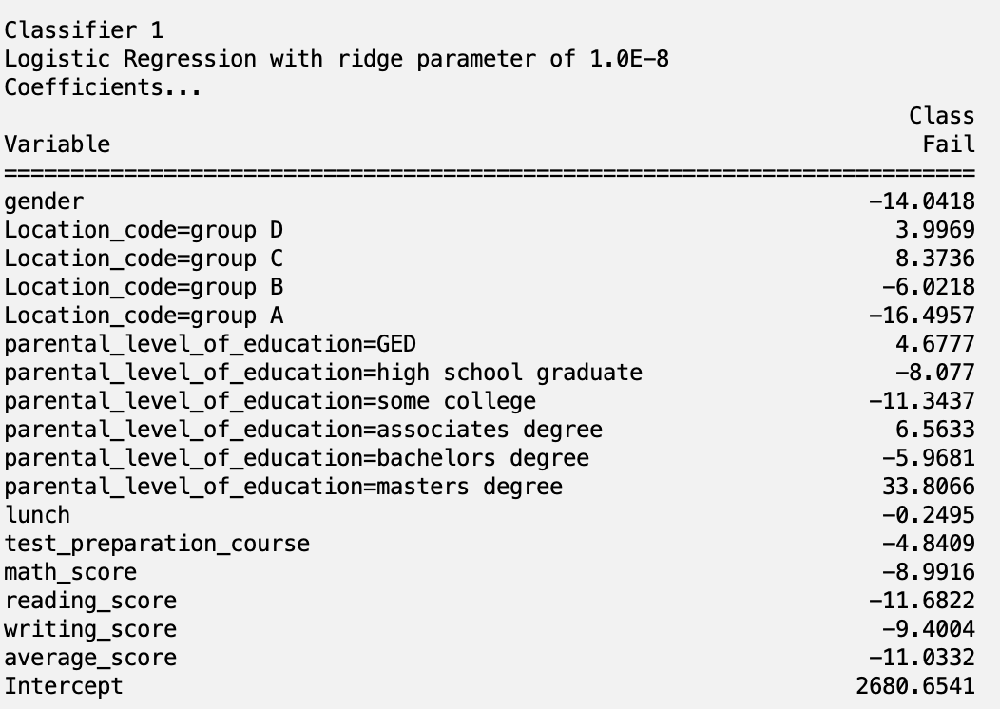 Classifier 1
Logistic Regression with ridge parameter of 1.0E-8
Coefficients...
Class
Variable Fail
=========================================================================
gender -14.0418
Location_code=group D 3.9969
Location_code=group C 8.3736
Location_code=group B -6.0218
Location_code=group A -16.4957
parental_level_of_education=GED 4.6777
parental_level_of_education=high school graduate -8.077
parental_level_of_education=some college -11.3437
parental_level_of_education=associates degree 6.5633
parental_level_of_education=bachelors degree -5.9681
parental_level_of_education=masters degree 33.8066
lunch -0.2495
test_preparation_course -4.8409
math_score -8.9916
reading_score -11.6822
writing_score -9.4004
average_score -11.0332
Intercept 2680.6541